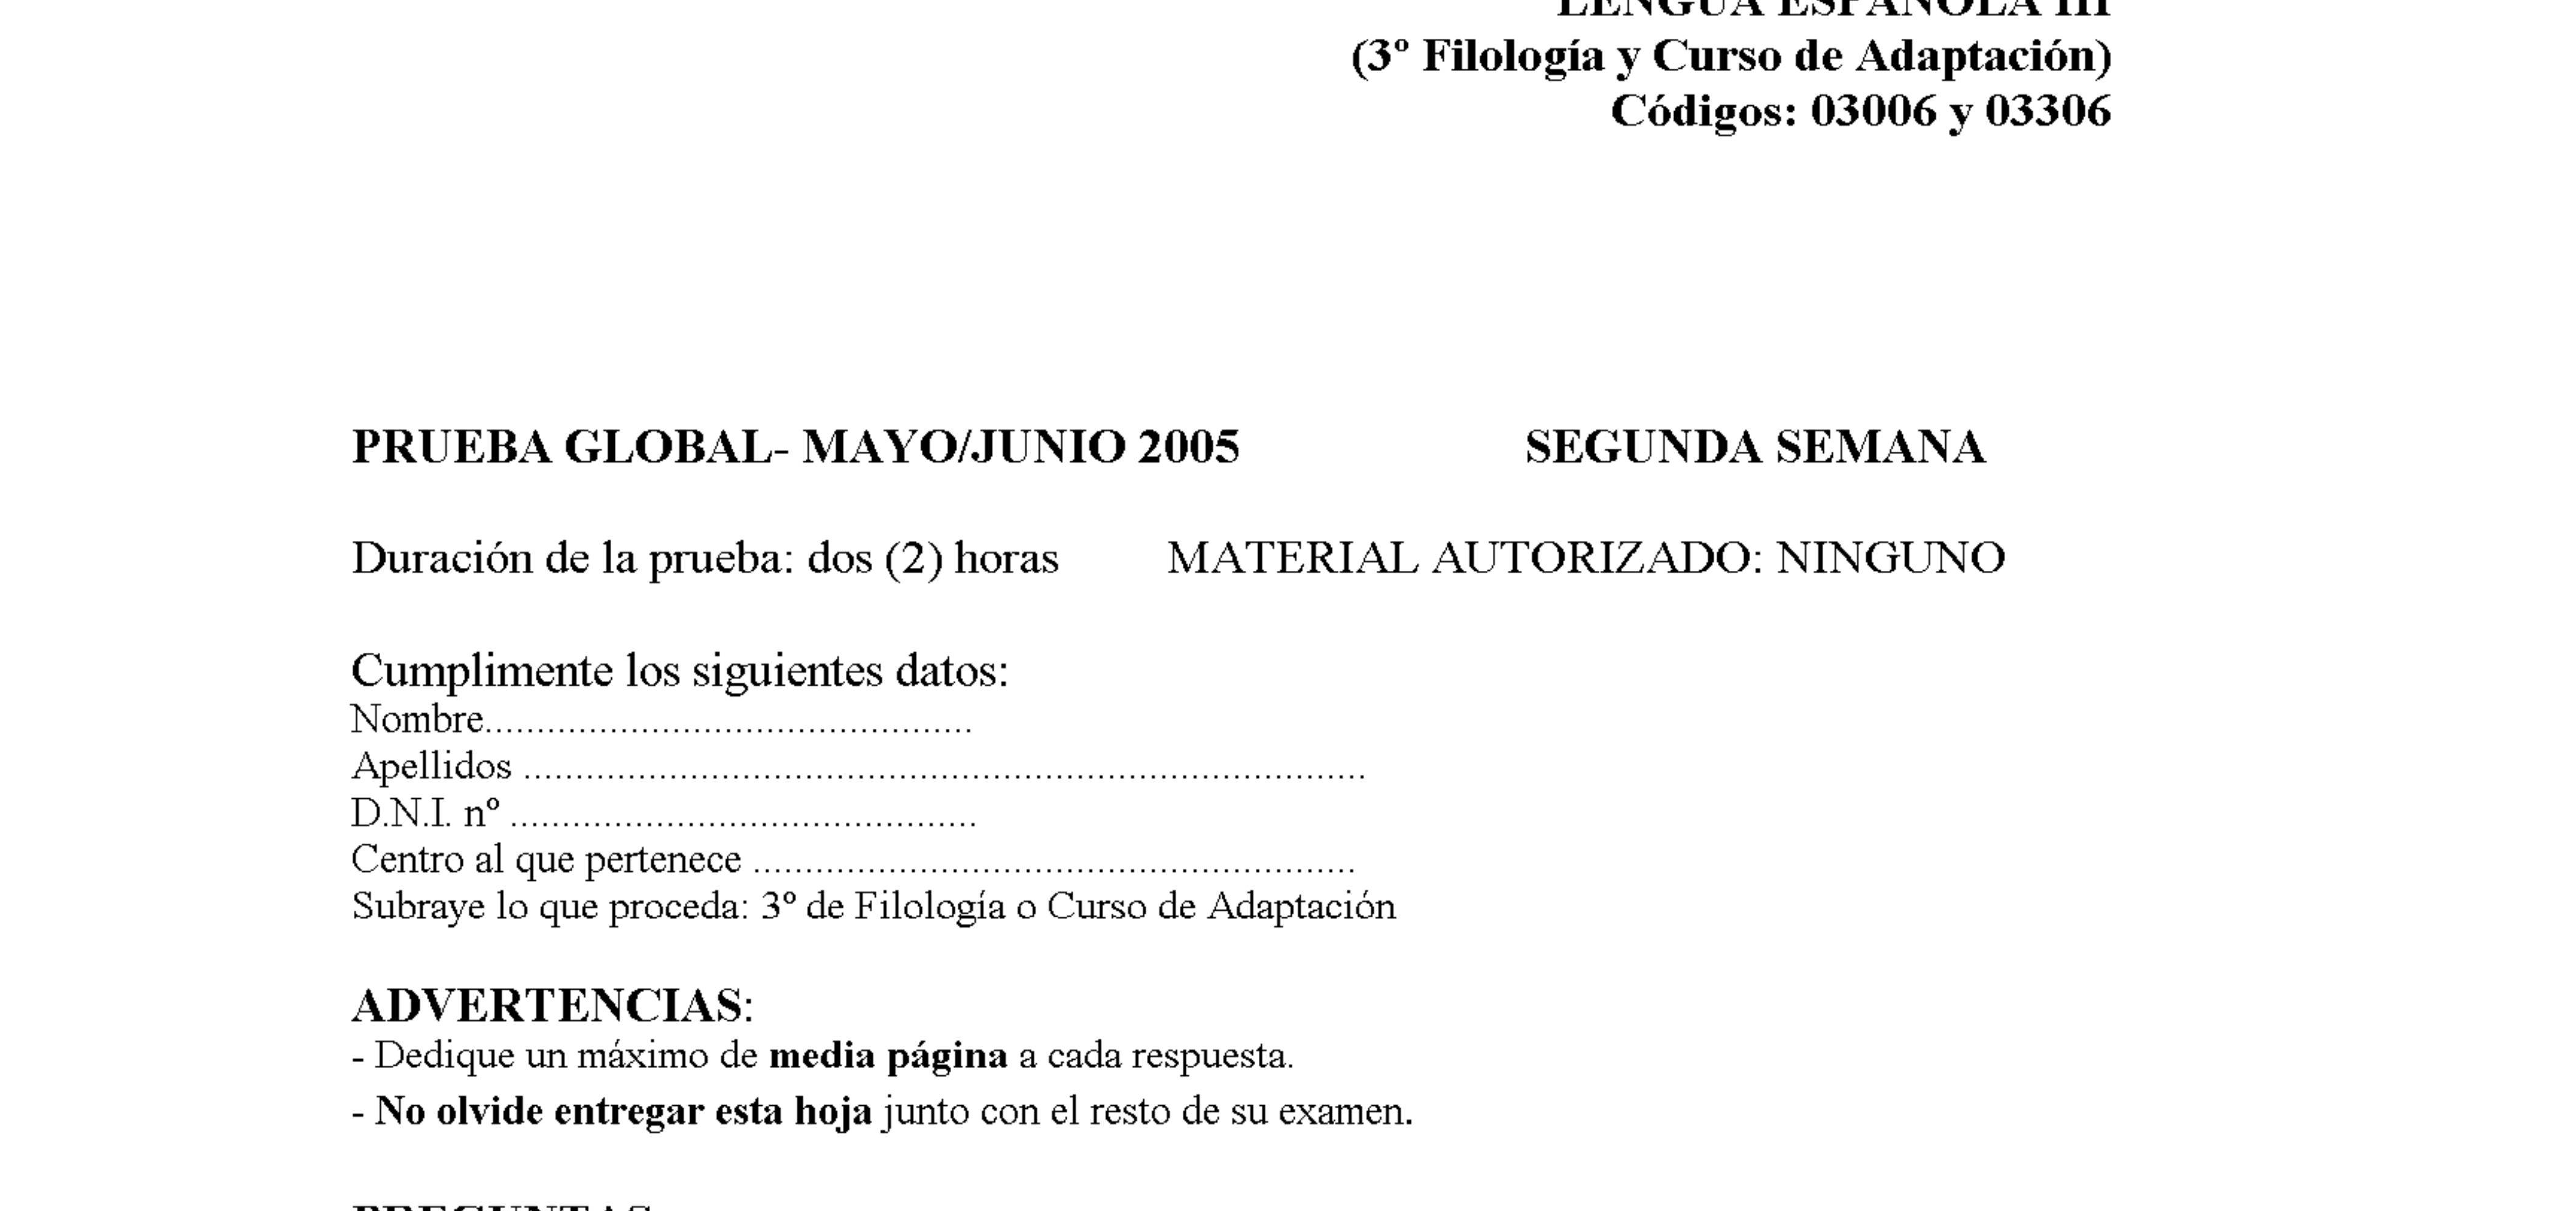 LENGUA ESPAÑOLA III
(3º Filología y Curso de Adaptación)
Códigos: 03006 y 03306
PRUEBA GLOBAL- MAYO/JUNIO 2005 SEGUNDA SEMANA
Duración de la prueba: dos (2) horas MATERIAL AUTORIZADO: NINGUNO
Cumplimente los siguientes datos:
Nombre...............................................
Apellidos .................................................................................
D.N.I. nº .............................................
Centro al que pertenece ..........................................................
Subraye lo que proceda: 3º de Filología o Curso de Adaptación
ADVERTENCIAS:
- Dedique un máximo de media página a cada respuesta.
- No olvide entregar esta hoja junto con el resto de su examen.
PREGUNTAS